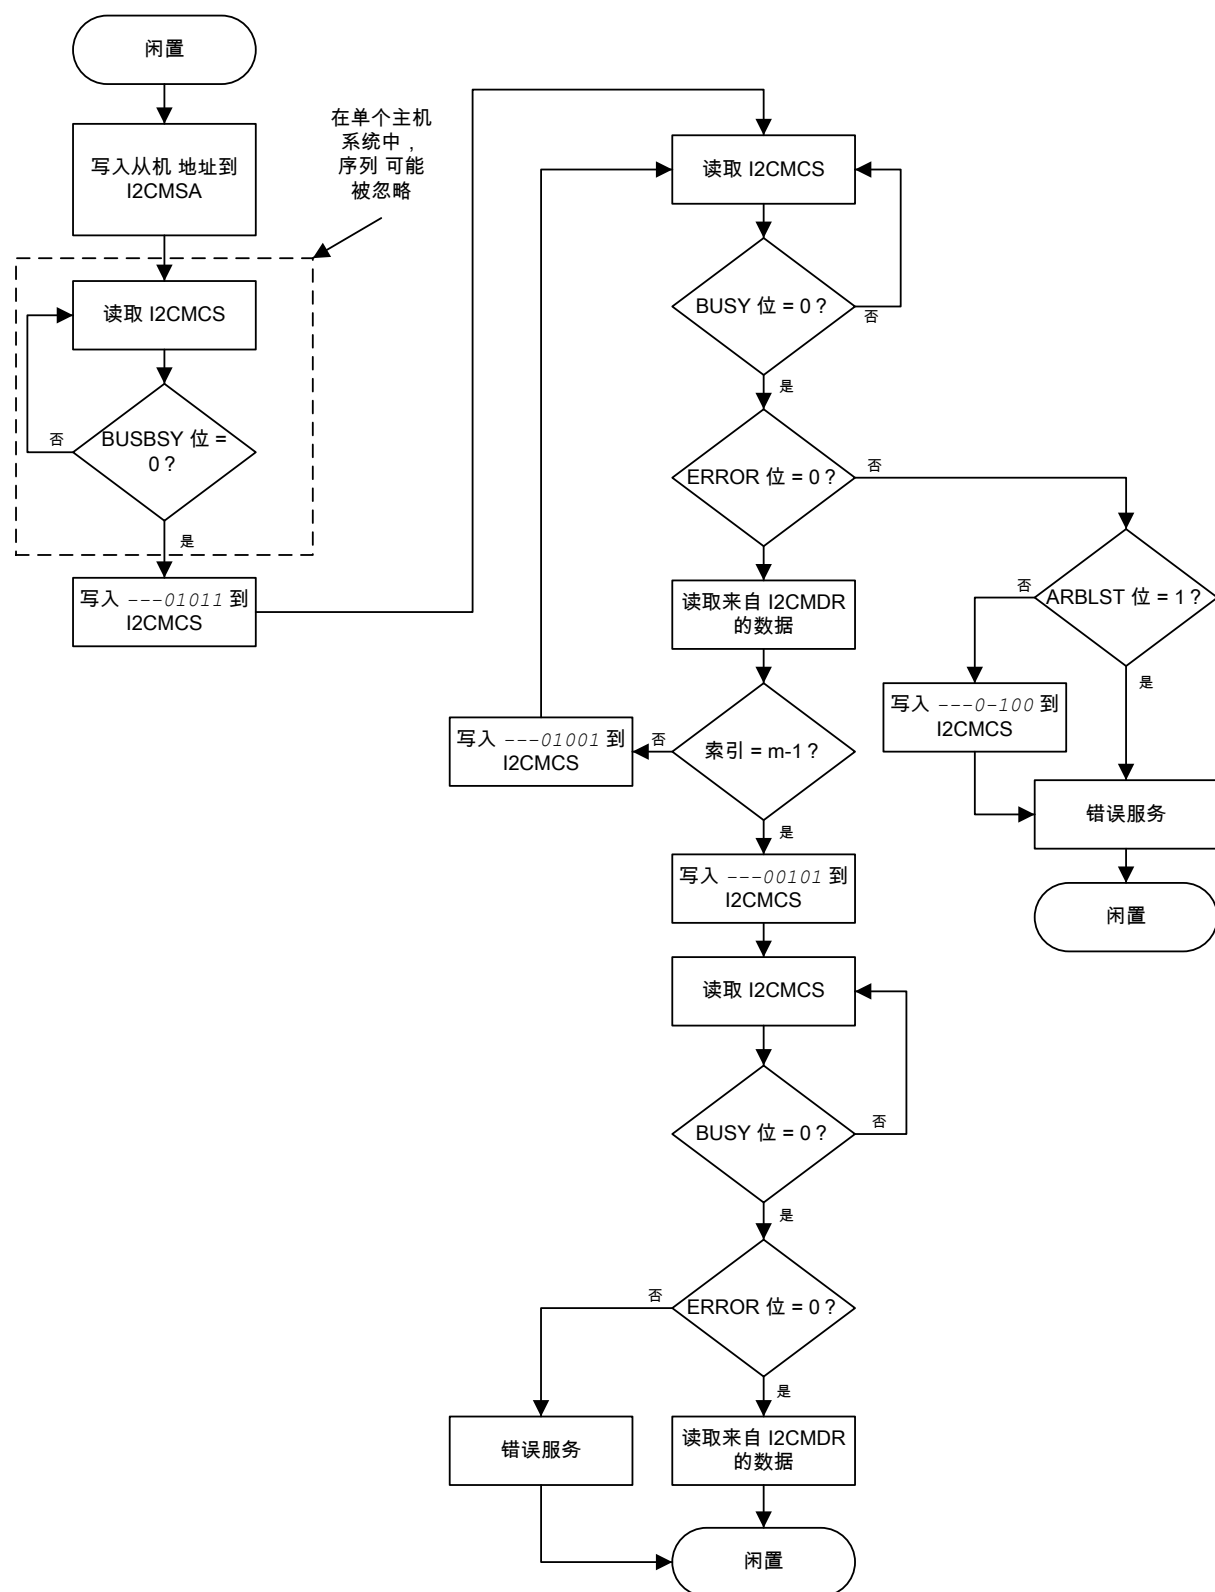 闲置
写入从机 地址到
I2CMSA
在单个主机
系统中，
序列 可能
被忽略
读取 I2CMCS
BUSBSY 位 =
0？
否
是
写入 ---01011 到
I2CMCS
读取 I2CMCS
BUSY 位 = 0？
否
是
ERROR 位 = 0？
否
读取来自 I2CMDR
的数据
ARBLST 位 = 1？
否
是
写入 ---0-100 到
I2CMCS
错误服务
闲置
索引 = m-1？
否
写入 ---01001 到
I2CMCS
是
写入 ---00101 到
I2CMCS
读取 I2CMCS
BUSY 位 = 0？
否
是
ERROR 位 = 0？
否
是
错误服务
读取来自 I2CMDR
的数据
闲置